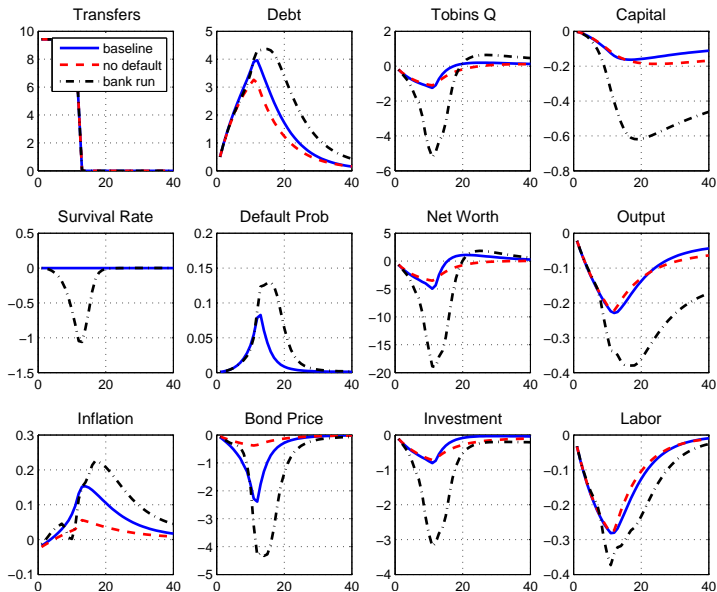 Transfers Debt Tobins Q Capital
10 5 2 0
8 4 0 -0.2
6 3 -2 -0.4
4 2 -4 -0.6
2 1 -6 -0.8
0 0
baseline
no default
bank run
0 20 40 0 20 40 0 20 40 0 20 40
Survival Rate Default Prob Net Worth Output
0.5 0.2 5 0
0 0.15 0 -0.1
-0.5 0.1 -5 -0.2
-1 0.05 -10 -0.3
-1.5 0 -15 -0.4
-20
0 20 40 0 20 40 0 20 40 0 20 40
Inflation Bond Price Investment Labor
0.3 0 0 0
0.2 -1 -1 -0.1
0.1 -2 -2 -0.2
0 -3 -3 -0.3
-0.1 -4 -4 -0.4
-5
0 20 40 0 20 40 0 20 40 0 20 40